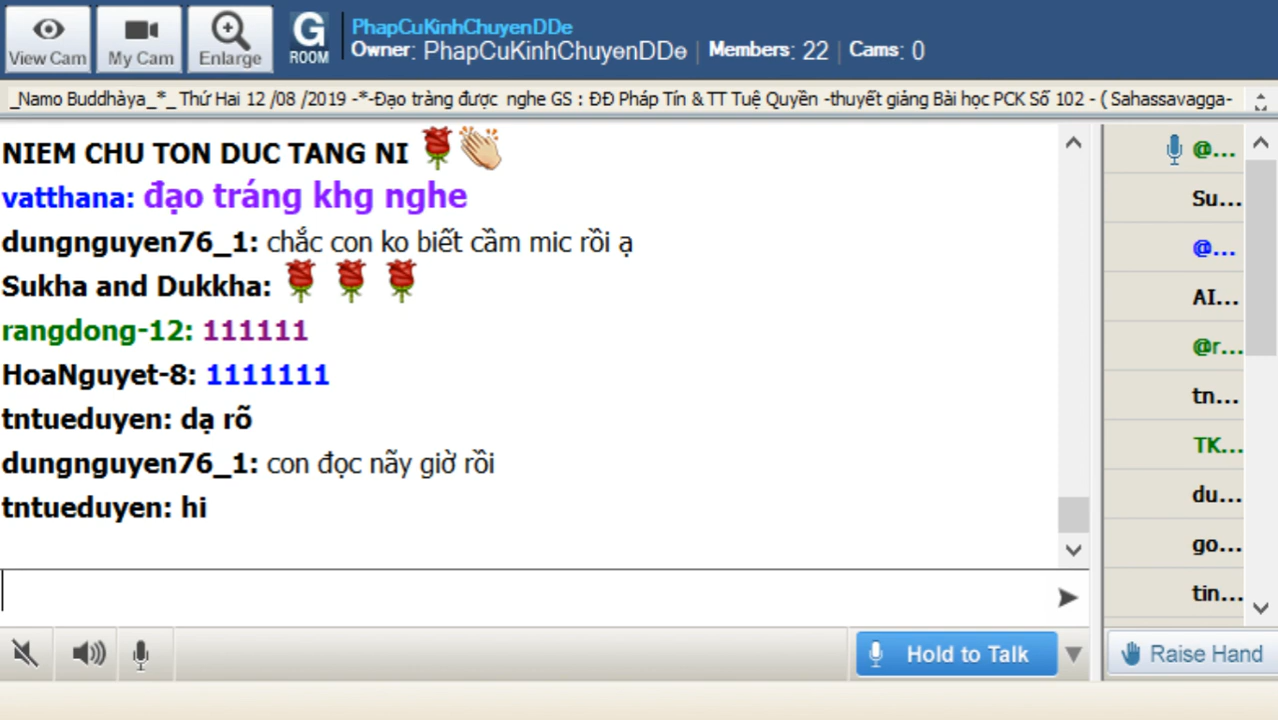 View Cam
My Cam
Enlarge
G
ROOM
PhapCuKinhChuyenDDe
Owner: PhapCuKinhChuyenDDe | Members: 22 | Cams: 0
_Namo Buddhàya_*_ Thứ Hai 12 /08 /2019 -*-Đạo tràng được nghe GS : ĐĐ Pháp Tín & TT Tuệ Quyền -thuyết giảng Bài học PCK Số 102 - ( Sahassavagga-
NIEM CHU TON DUC TANG NI
vatthana: đạo tráng khg nghe
dungnguyen76_1: chắc con ko biết cầm mic rồi ạ
Sukha and Dukkha:
rangdong-12: 111111
HoaNguyet-8: 1111111
tntueduyen: dạ rõ
dungnguyen76_1: con đọc nãy giờ rồi
tntueduyen: hi
@...
Su...
@...
AI...
@r...
tn...
TK...
du...
go...
tin...
Hold to Talk
Raise Hand